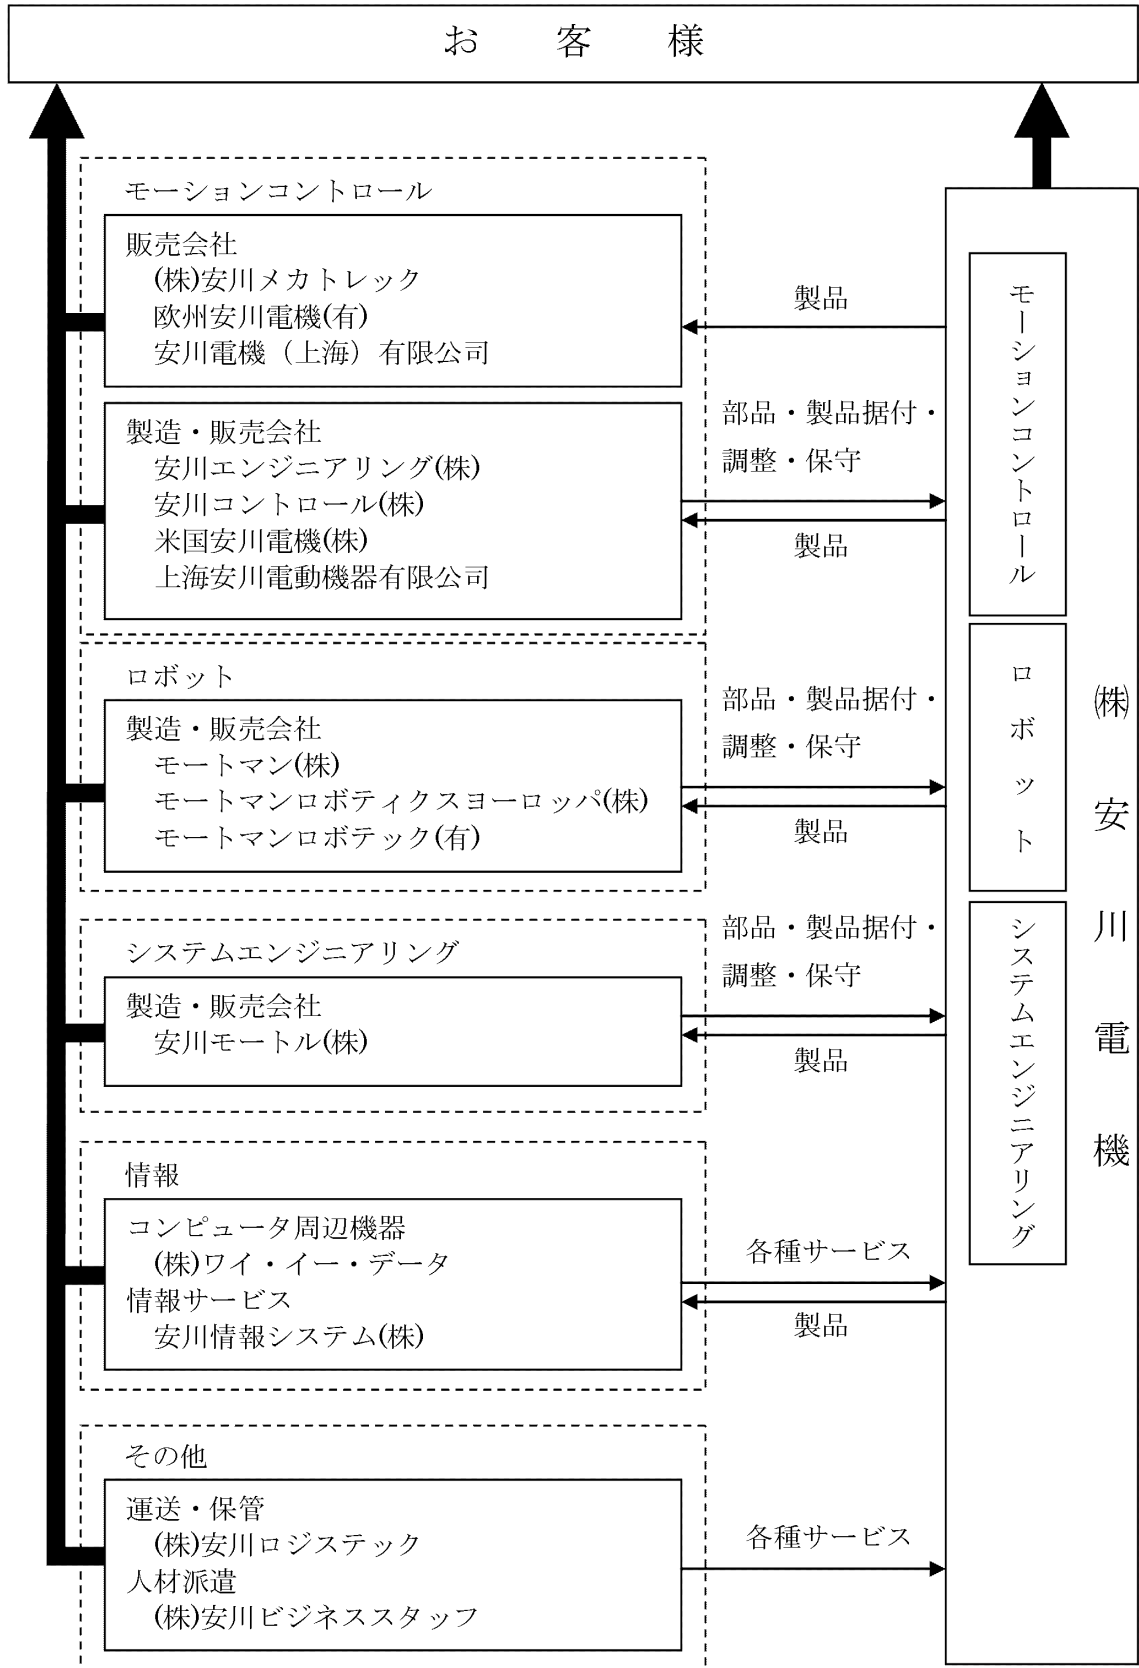 お客様
モーションコントロール
販売会社
(株)安川メカトレック
欧州安川電機(有)
安川電機（上海）有限公司
製品
製造・販売会社
安川エンジニアリング(株)
安川コントロール(株)
米国安川電機(株)
上海安川電動機器有限公司
部品・製品据付・
調整・保守
製品
ロボット
製造・販売会社
モートマン(株)
モートマンロボティクスヨーロッパ(株)
モートマンロボテック(有)
部品・製品据付・
調整・保守
製品
システムエンジニアリング
製造・販売会社
安川モートル(株)
部品・製品据付・
調整・保守
製品
情報
コンピュータ周辺機器
(株)ワイ・イー・データ
情報サービス
安川情報システム(株)
各種サービス
製品
その他
運送・保管
(株)安川ロジステック
人材派遣
(株)安川ビジネススタッフ
各種サービス
モーションコントロール
ロボット
システムエンジニアリング
㈱安川電機